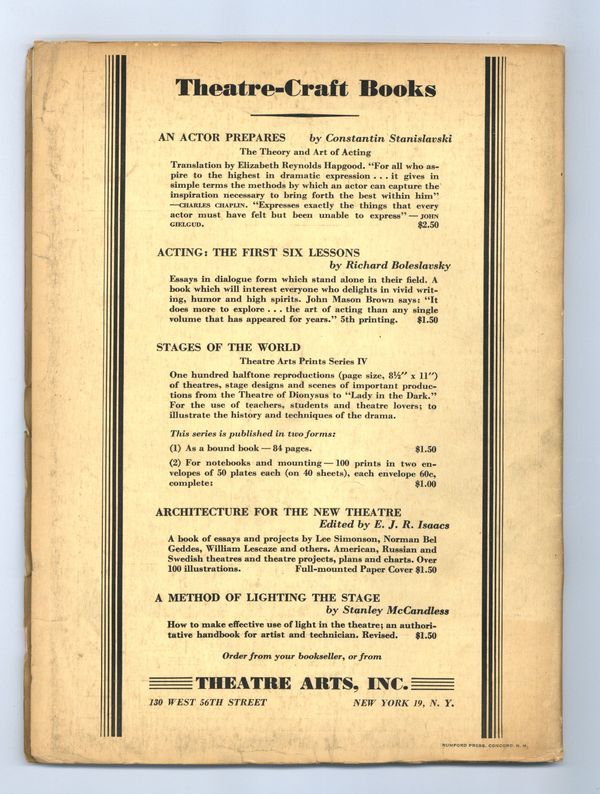 Theatre-Craft Books
AN ACTOR PREPARES by Constantin Stanislavski
The Theory and Art of Acting
Translation by Elizabeth Reynolds Hapgood. "For all who as-
pire to the highest in dramatic expression . . . it gives in
simple terms the methods by which an actor can capture the
inspiration necessary to bring forth the best within him"
—CHARLES CHAPLIN. "Expresses exactly the things that every
actor must have felt but been unable to express" — JOHN
GIELGUD. $2.50
ACTING: THE FIRST SIX LESSONS
by Richard Boleslavsky
Essays in dialogue form which stand alone in their field. A
book which will interest everyone who delights in vivid writ-
ing, humor and high spirits. John Mason Brown says: "It
does more to explore . . . the art of acting than any single
volume that has appeared for years." 5th printing. $1.50
STAGES OF THE WORLD
Theatre Arts Prints Series IV
One hundred halftone reproductions (page size, 8½" x 11")
of theatres, stage designs and scenes of important produc-
tions from the Theatre of Dionysus to "Lady in the Dark."
For the use of teachers, students and theatre lovers; to
illustrate the history and techniques of the drama.
This series is published in two forms:
(1) As a bound book — 84 pages. $1.50
(2) For notebooks and mounting — 100 prints in two en-
velopes of 50 plates each (on 40 sheets), each envelope 60c,
complete: $1.00
ARCHITECTURE FOR THE NEW THEATRE
Edited by E. J. R. Isaacs
A book of essays and projects by Lee Simonson, Norman Bel
Geddes, William Lescaze and others. American, Russian and
Swedish theatres and theatre projects, plans and charts. Over
100 illustrations. Full-mounted Paper Cover $1.50
A METHOD OF LIGHTING THE STAGE
by Stanley McCandless
How to make effective use of light in the theatre; an authori-
tative handbook for artist and technician. Revised. $1.50
Order from your bookseller, or from
THEATRE ARTS, INC.
130 WEST 56TH STREET NEW YORK 19, N. Y.
RUMFORD PRESS, CONCORD, N. H.